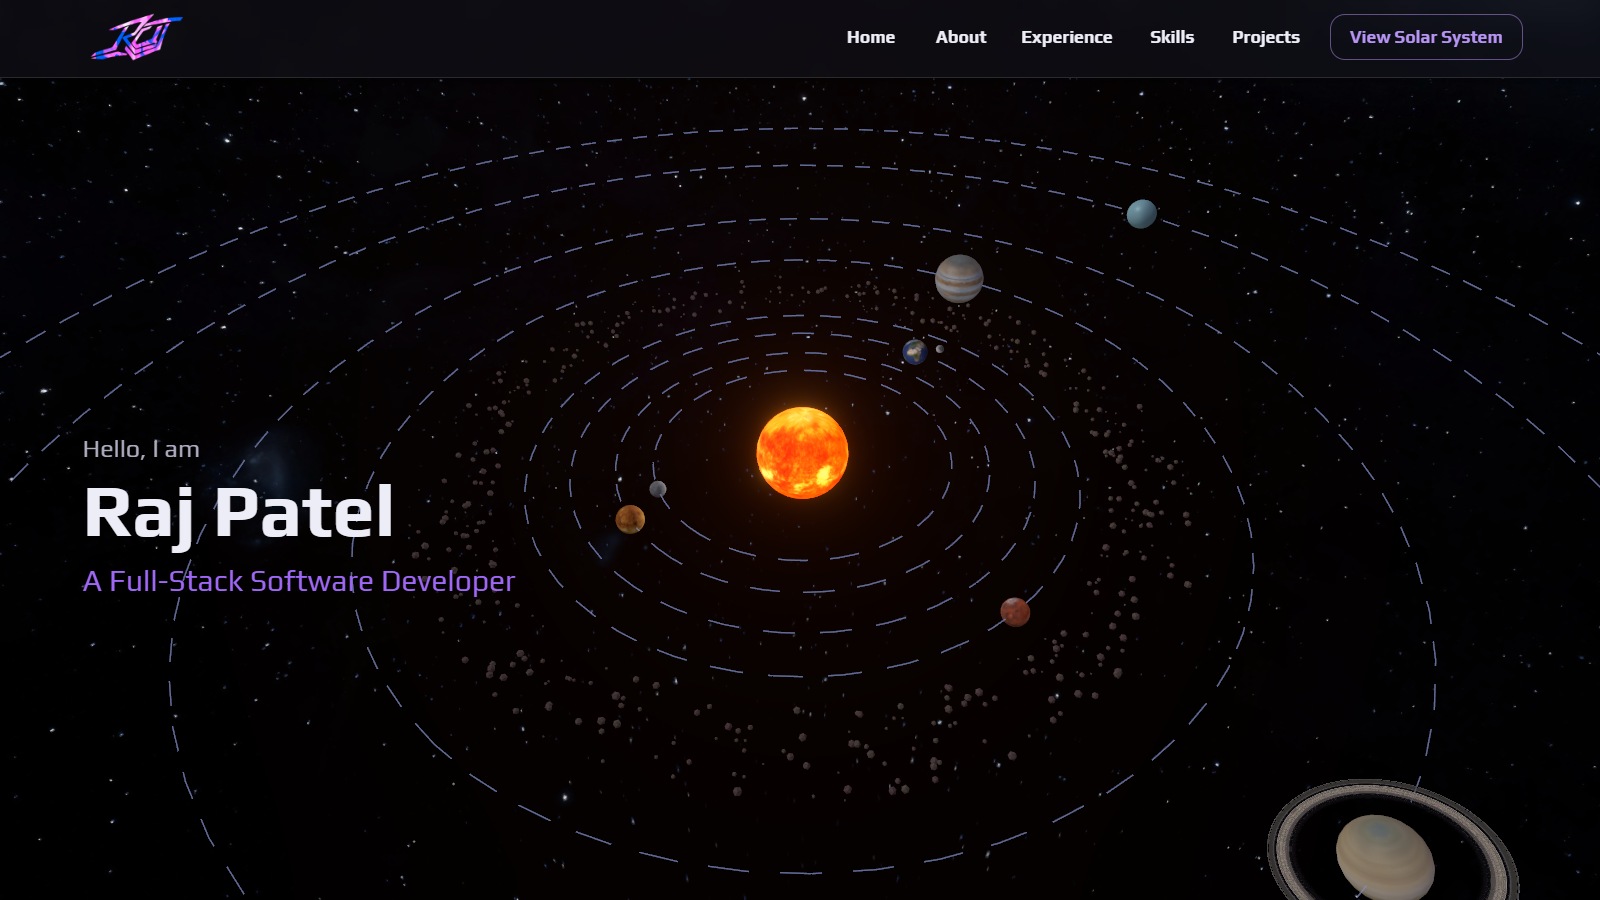 Home About Experience Skills Projects View Solar System
Hello, I am
Raj Patel
A Full-Stack Software Developer